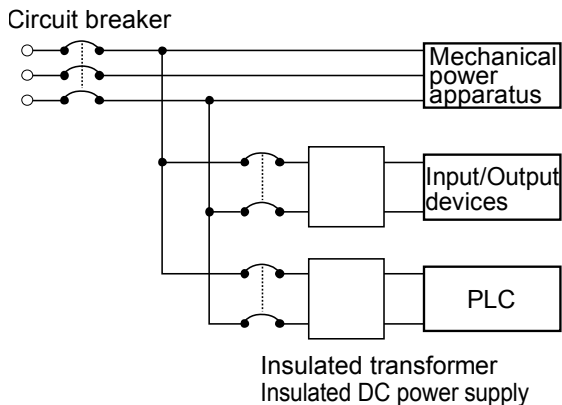 Circuit breaker
Mechanical
power
apparatus
Input/Output
devices
PLC
Insulated transformer
Insulated DC power supply